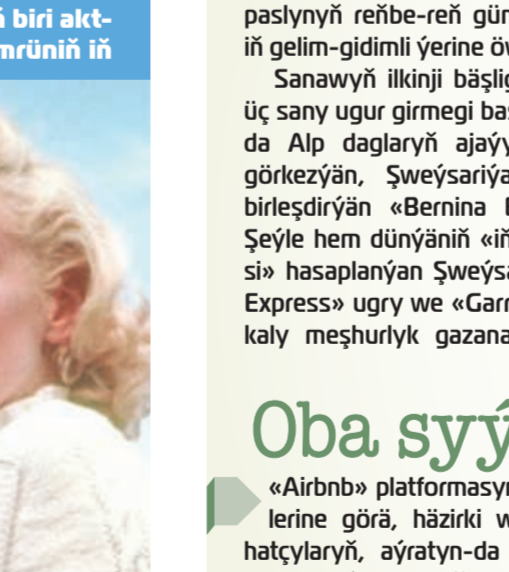 biri akt-
mrüniň iň
paslynyň reňbe-reň gün
iň gelim-gidimli ýerine öw
Sanawyň ilkinji bäşlig
üç sany ugur girmegi bas
da Alp daglaryň ajaýy
görkezýän, Şweýsariýa
birleşdirýän «Bernina
Şeýle hem dünýäniň «iň
si» hasaplanýan Şweýsa
Express» ugry we «Garr
kaly meşhurlyk gazana
Oba syý
«Airbnb» platformasyn
lerine görä, häzirki w
hatçylaryň, aýratyn-da